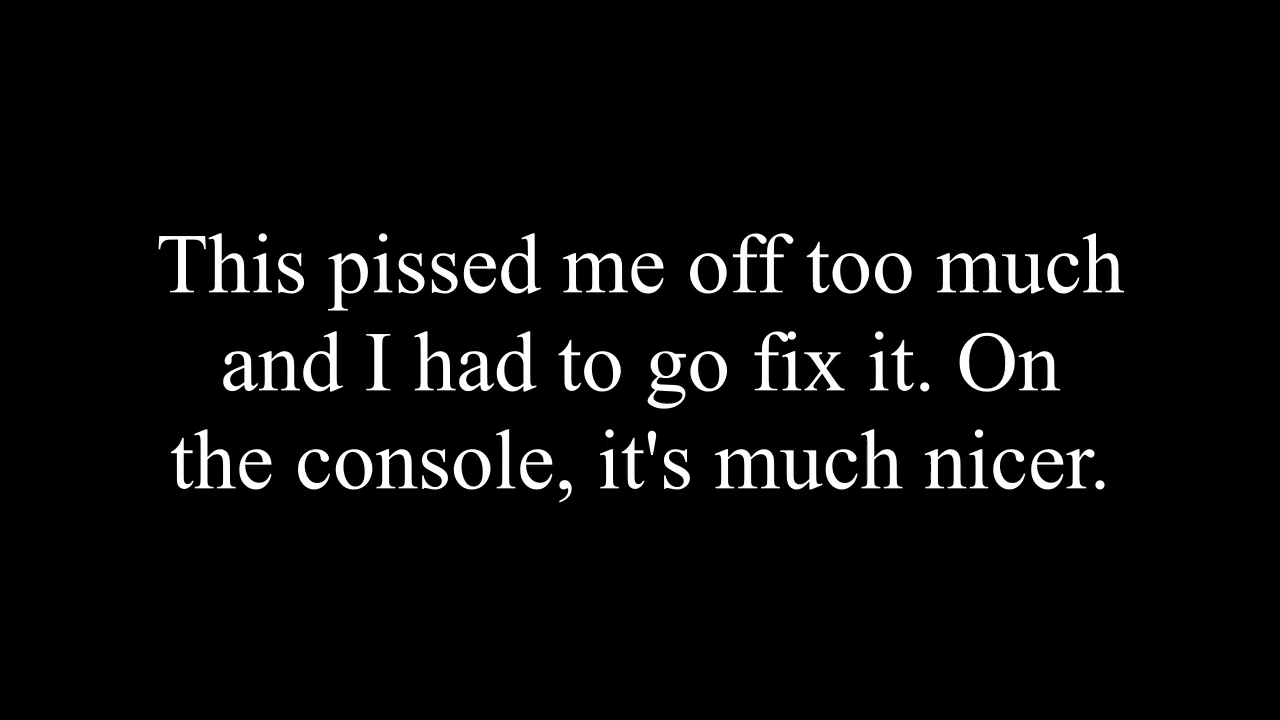 This pissed me off too much
and I had to go fix it. On
the console, it's much nicer.